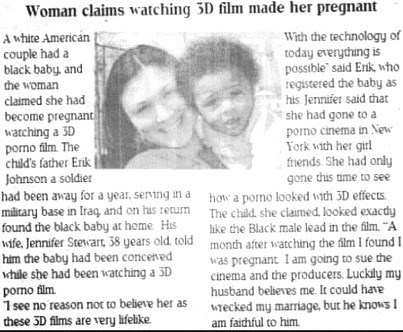 Woman claims watching 3D film made her pregnant
A white American
couple had a
black baby, and
the woman
claimed she had
become pregnant
watching a 3D
porno film. The
child's father Erik
Johnson a soldier
had been away for a year, serving in a
military base in Iraq, and on his return
found the black baby at home. His
wife, Jennifer Stewart, 38 years old, told
him the baby had been conceived
while she had been watching a 3D
porno film.
"I see no reason not to believe her as
these 3D films are very lifelike.
With the technology of
today everything is
possible" said Erik, who
registered the baby as
his. Jennifer said that
she had gone to a
porno cinema in New
York with her girl
friends. She had only
gone this time to see
how a porno looked with 3D effects.
The child, she claimed, looked exactly
like the Black male lead in the film. "A
month after watching the film I found I
was pregnant. I am going to sue the
cinema and the producers. Luckily my
husband believes me. It could have
wrecked my marriage, but he knows I
am faithful to him.